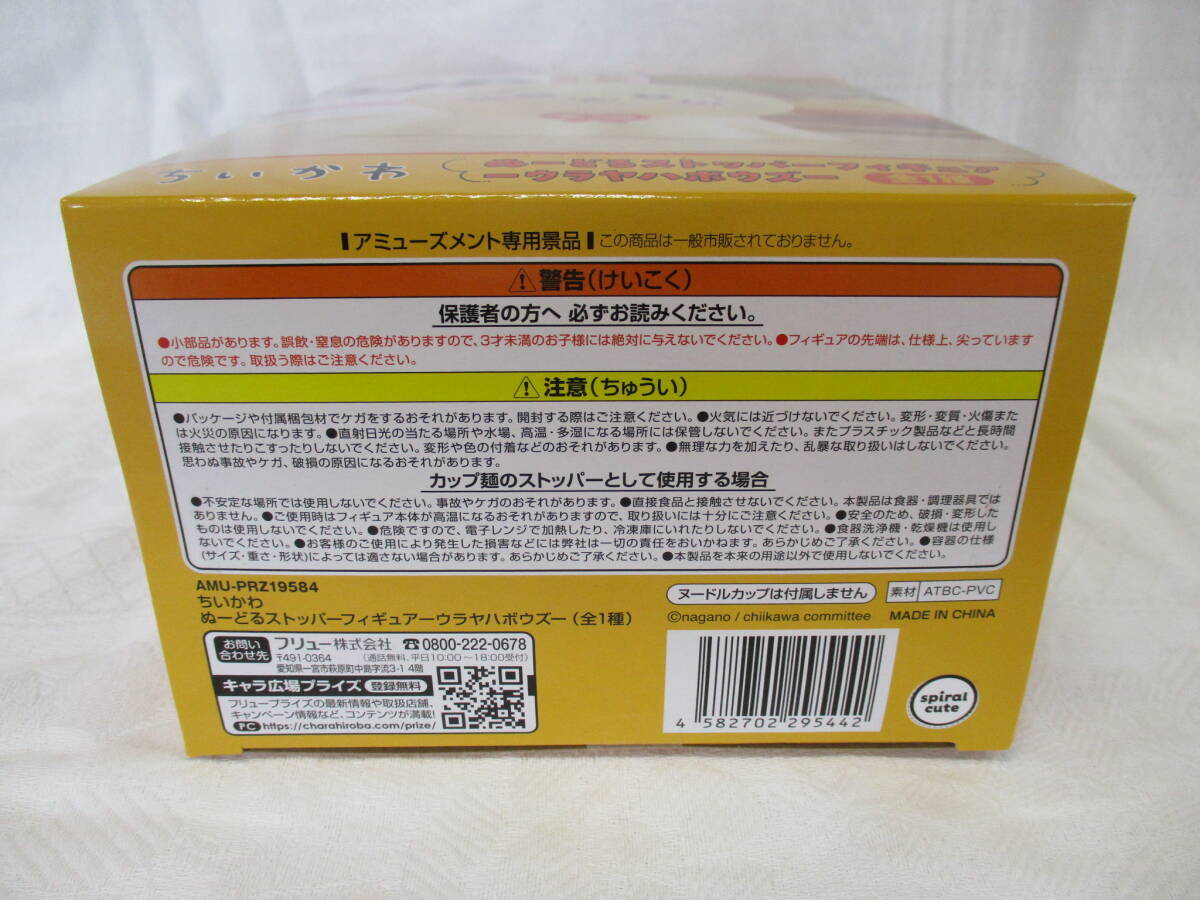 ちいかわ
ぬーどるストッパーフィギュア
ーウラヤハボウズー
全1種
アミューズメント専用景品 この商品は一般市販されておりません。
警告(けいこく)
保護者の方へ 必ずお読みください。
●小部品があります。誤飲・窒息の危険がありますので、3才未満のお子様には絶対に与えないでください。●フィギュアの先端は、仕様上、尖っています
ので危険です。取扱う際はご注意ください。
注意(ちゅうい)
●パッケージや付属梱包材でケガをするおそれがあります。開封する際はご注意ください。●火気には近づけないでください。変形・変質・火傷また
は火災の原因になります。●直射日光の当たる場所や水場、高温・多湿になる場所には保管しないでください。またプラスチック製品などと長時間
接触させたりこすったりしないでください。変形や色の付着などのおそれがあります。●無理な力を加えたり、乱暴な取り扱いはしないでください。
思わぬ事故やケガ、破損の原因になるおそれがあります。
カップ麺のストッパーとして使用する場合
●不安定な場所では使用しないでください。事故やケガのおそれがあります。●直接食品と接触させないでください。本製品は食器・調理器具では
ありません。●ご使用時はフィギュア本体が高温になるおそれがありますので、取り扱いには十分にご注意ください。●安全のため、破損・変形した
ものは使用しないでください。●危険ですので、電子レンジで加熱したり、冷凍庫にいれたりしないでください。●食器洗浄機・乾燥機は使用し
ないでください。●お客様のご使用により発生した損害などには弊社は一切の責任をおいかねます。あらかじめご了承ください。●容器の仕様
(サイズ・重さ・形状)によっては適さない場合があります。あらかじめご了承ください。●本製品を本来の用途以外で使用しないでください。
AMU-PRZ19584
ちいかわ
ぬーどるストッパーフィギュアーウラヤハボウズー(全1種)
ヌードルカップは付属しません
素材 ATBC-PVC
©nagano / chiikawa committee MADE IN CHINA
お問い
合わせ先
フリュー株式会社 ☎0800-222-0678
〒491-0364 (通話無料、平日10:00~18:00受付)
愛知県一宮市萩原町中島字流3-1 4階
キャラ広場プライズ 登録無料
フリュープライズの最新情報や取扱店舗、
キャンペーン情報など、コンテンツが満載!
PC https://charahiroba.com/prize/
4 582702 295442
spiral
cute